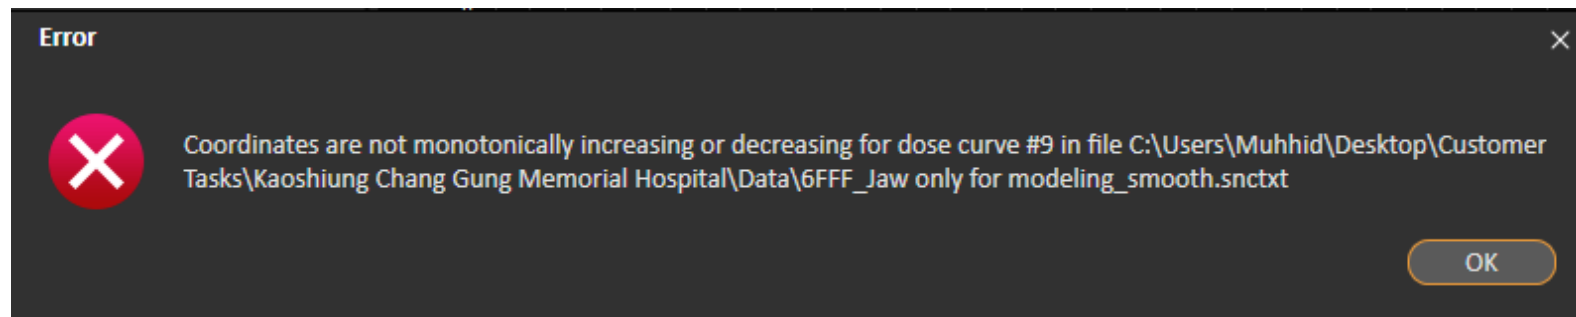 Error
Coordinates are not monotonically increasing or decreasing for dose curve #9 in file C:\Users\Muhhid\Desktop\Customer
Tasks\Kaoshiung Chang Gung Memorial Hospital\Data\6FFF_Jaw only for modeling_smooth.snctxt
OK